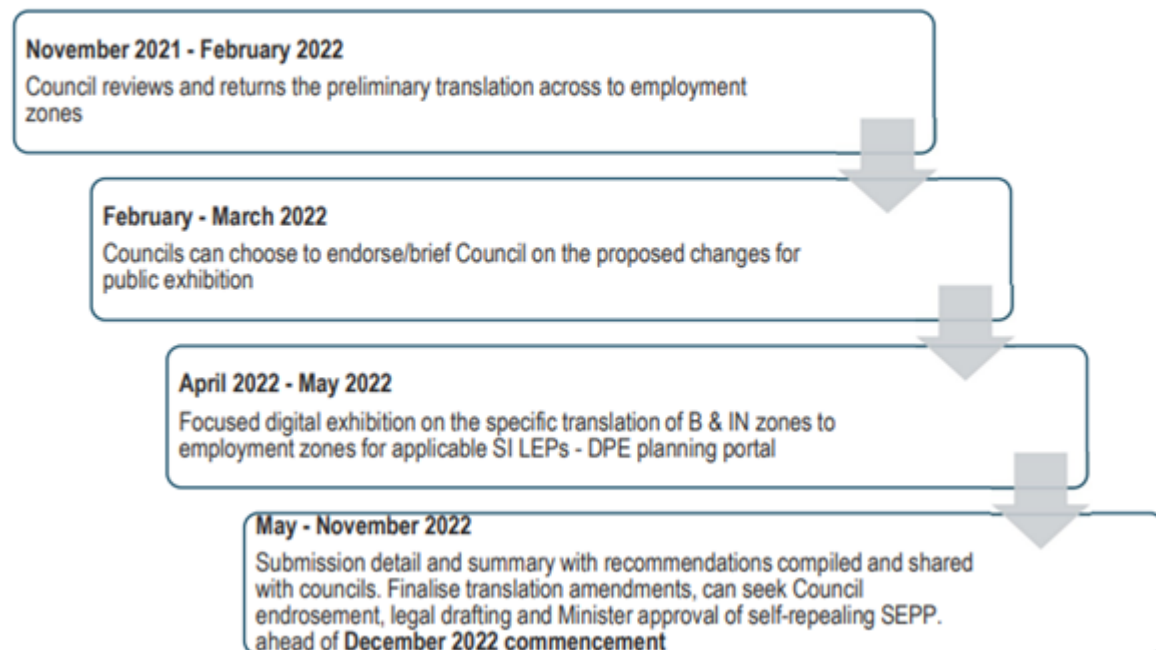 November 2021 - February 2022
Council reviews and returns the preliminary translation across to employment
zones
February - March 2022
Councils can choose to endorse/brief Council on the proposed changes for
public exhibition
April 2022 - May 2022
Focused digital exhibition on the specific translation of B & IN zones to
employment zones for applicable SI LEPs - DPE planning portal
May - November 2022
Submission detail and summary with recommendations compiled and shared
with councils. Finalise translation amendments, can seek Council
endrosement, legal drafting and Minister approval of self-repealing SEPP.
ahead of December 2022 commencement